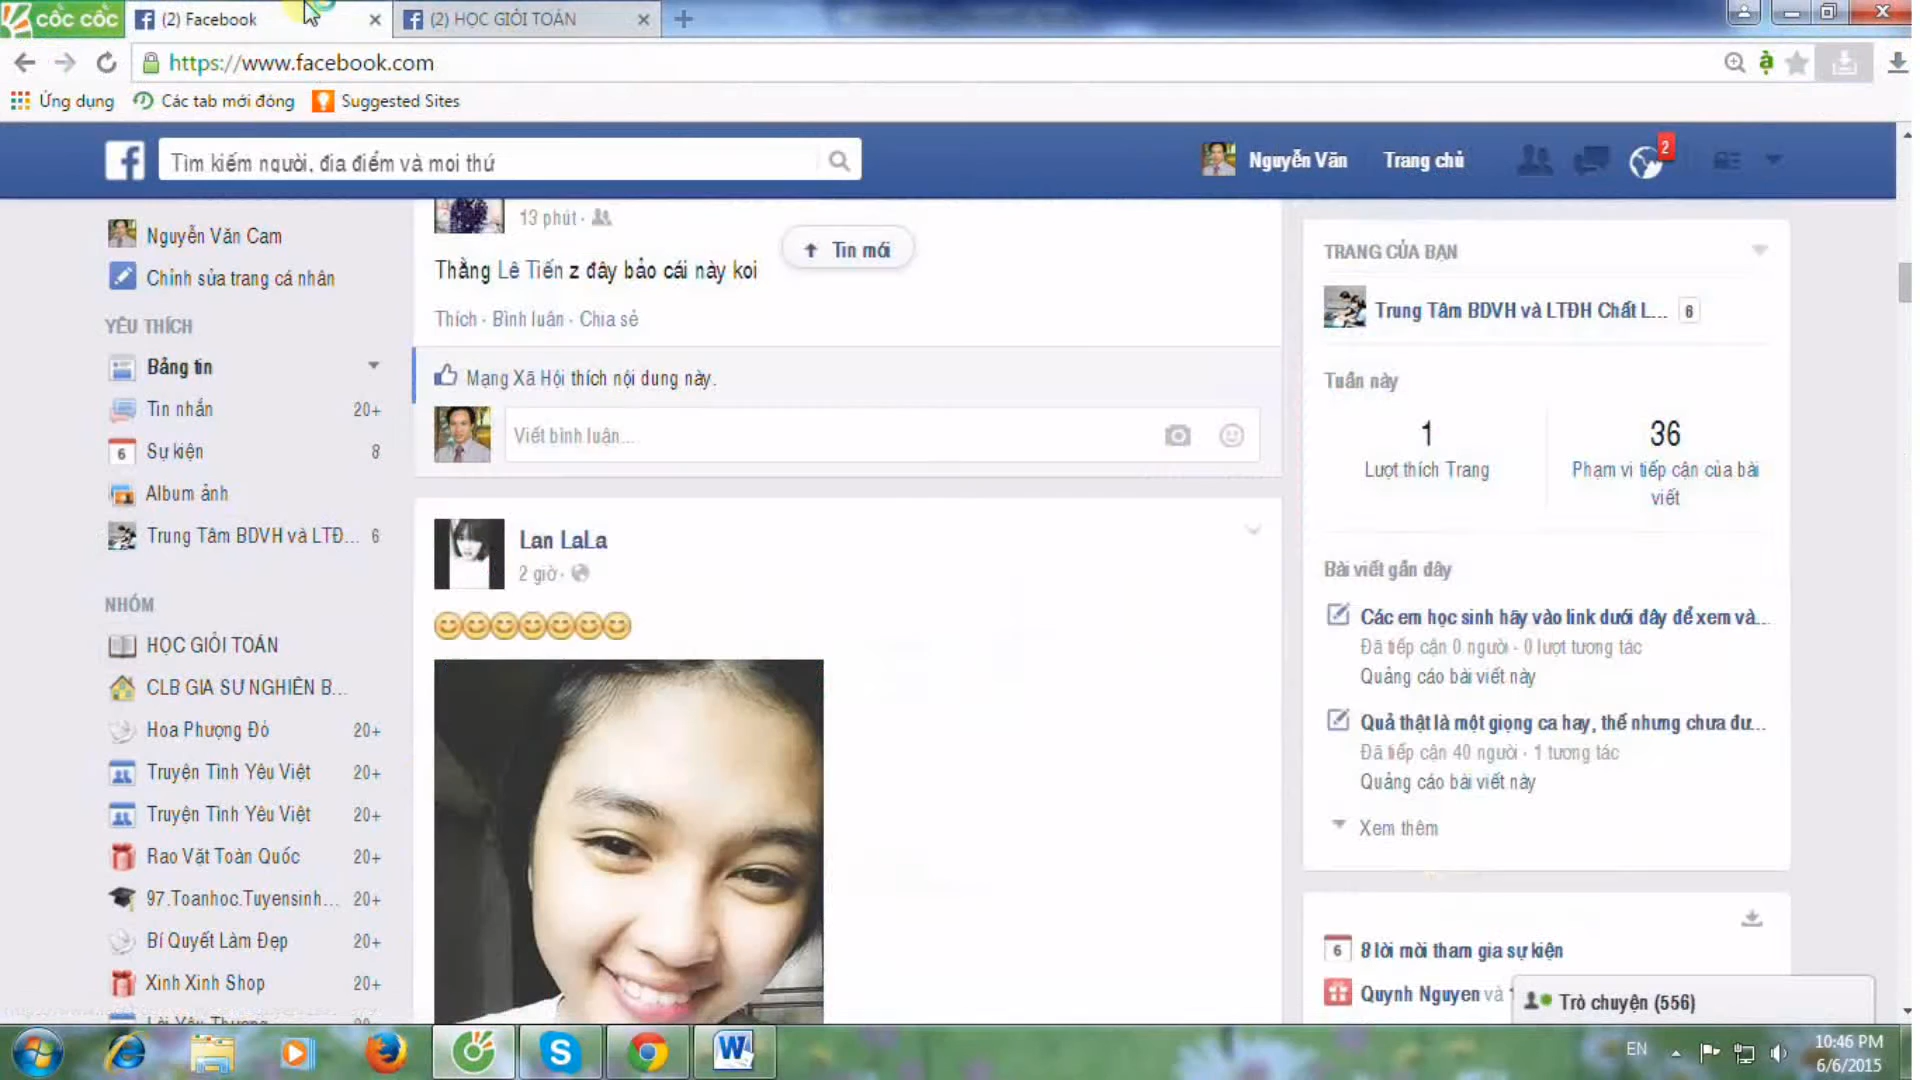 cốc cốc
(2) Facebook
(2) HỌC GIỎI TOÁN
https://www.facebook.com
Ứng dụng
Các tab mới đóng
Suggested Sites
Tìm kiếm người, địa điểm và mọi thứ
Nguyễn Văn
Trang chủ
2
Nguyễn Văn Cam
Chỉnh sửa trang cá nhân
YÊU THÍCH
Bảng tin
Tin nhắn 20+
6 Sự kiện 8
Album ảnh
Trung Tâm BDVH và LTĐ... 6
NHÓM
HỌC GIỎI TOÁN
CLB GIA SƯ NGHIÊN B...
Hoa Phượng Đỏ 20+
Truyện Tình Yêu Việt 20+
Truyện Tình Yêu Việt 20+
Rao Vặt Toàn Quốc 20+
97.Toanhoc.Tuyensinh... 20+
Bí Quyết Làm Đẹp 20+
Xinh Xinh Shop 20+
13 phút ·
Tin mới
Thằng Lê Tiến z đây bảo cái này koi
Thích · Bình luận · Chia sẻ
Mạng Xã Hội thích nội dung này.
Viết bình luận...
Lan LaLa
2 giờ ·
TRANG CỦA BẠN
Trung Tâm BDVH và LTĐH Chất L... 6
Tuần này
1
Lượt thích Trang
36
Phạm vi tiếp cận của bài
viết
Bài viết gần đây
Các em học sinh hãy vào link dưới đây để xem và...
Đã tiếp cận 0 người · 0 lượt tương tác
Quảng cáo bài viết này
Quả thật là một giọng ca hay, thế nhưng chưa đư...
Đã tiếp cận 40 người · 1 tương tác
Quảng cáo bài viết này
Xem thêm
6 8 lời mời tham gia sự kiện
Quynh Nguyen và
Trò chuyện (556)
EN
10:46 PM
6/6/2015